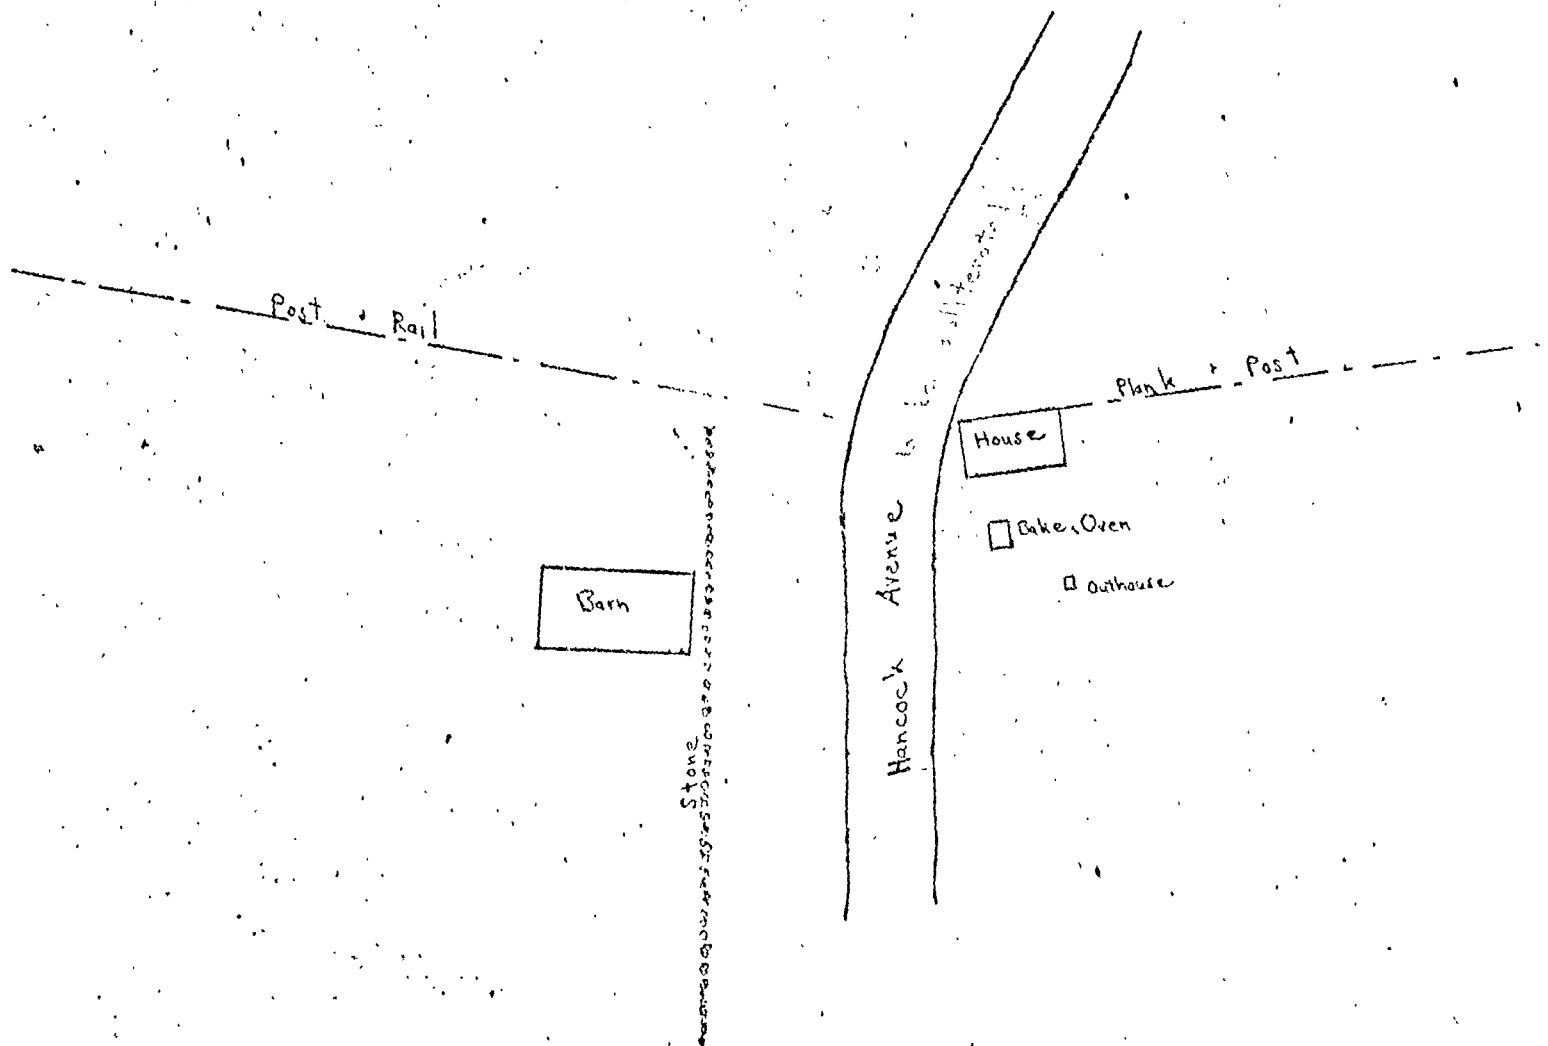 Post + Rail
Plank + Post
House
Bake Oven
Outhouse
Barn
Stone
Hancock Avenue